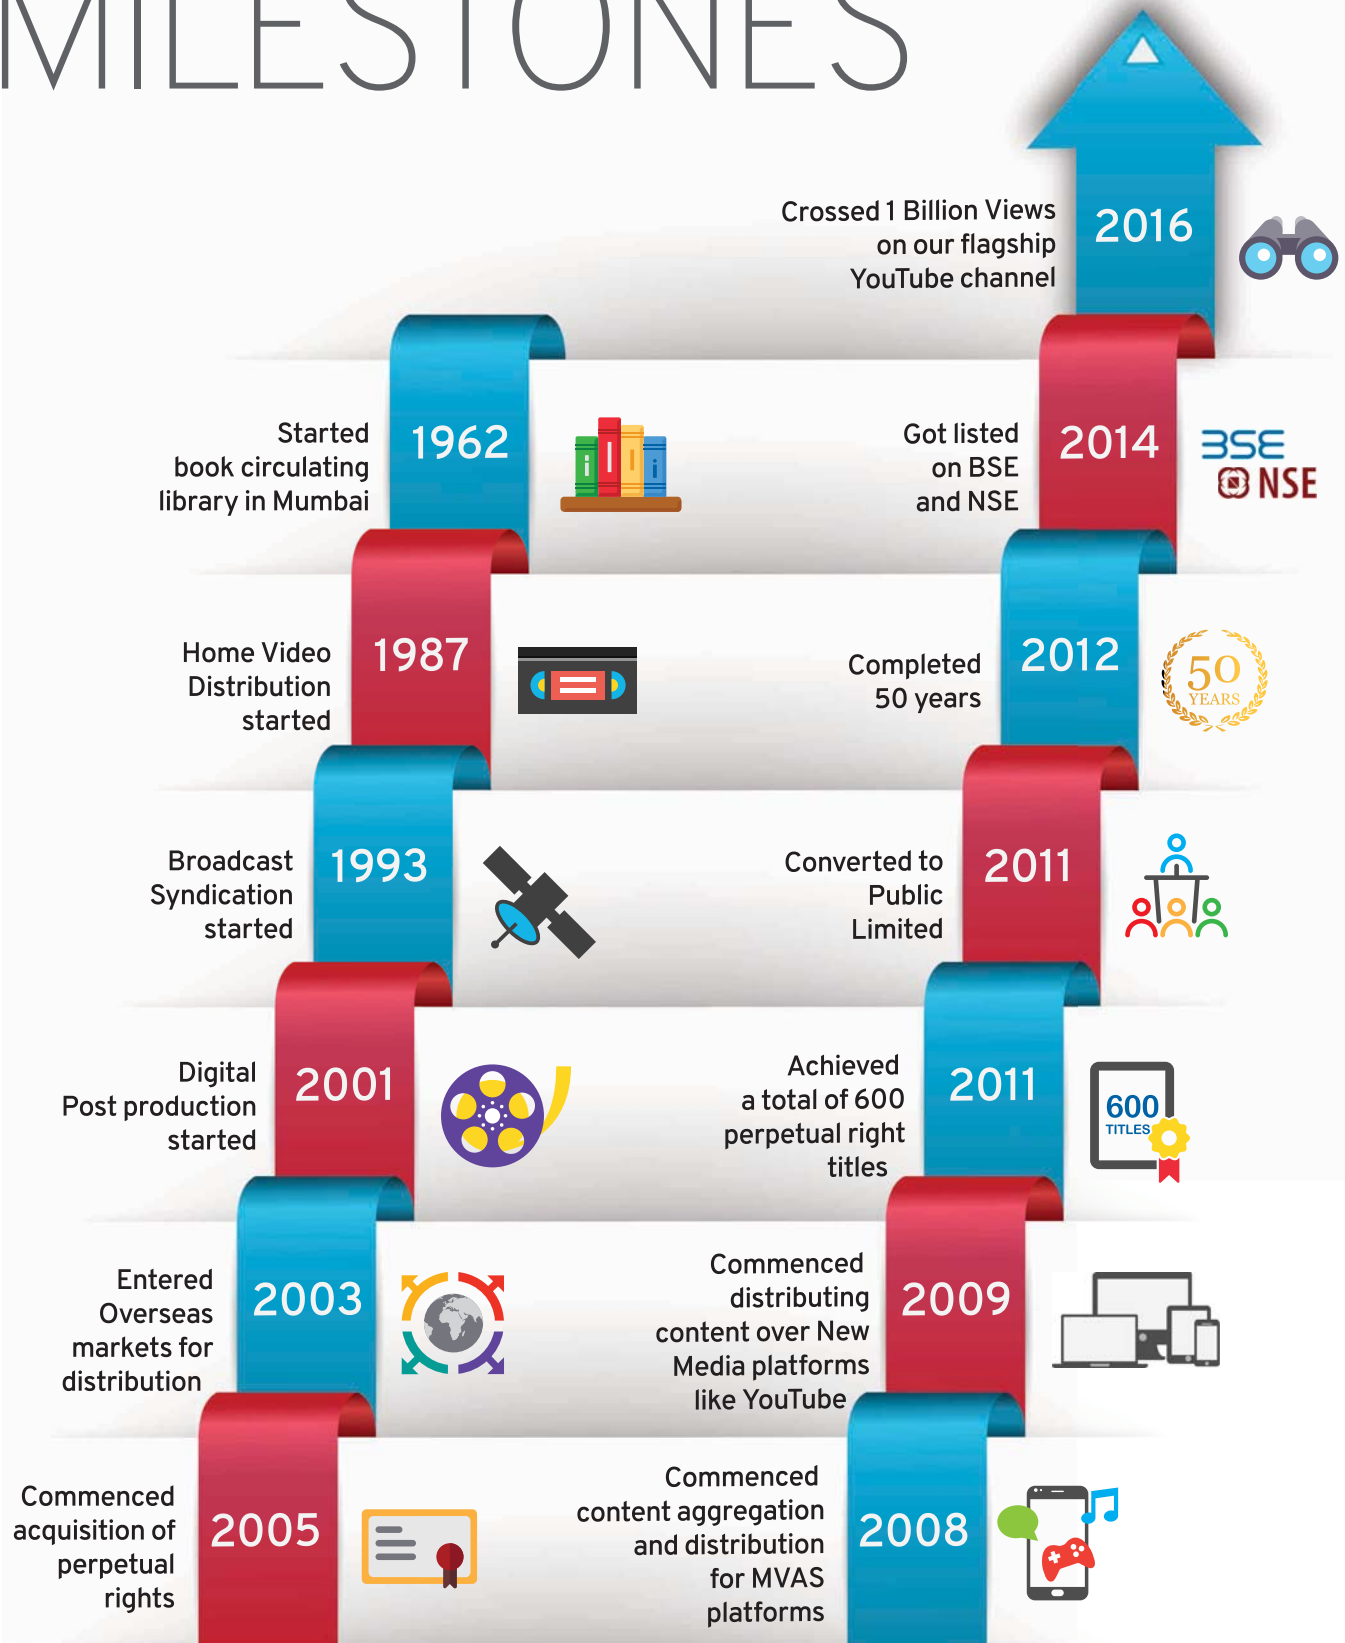 MILESTONES
Crossed 1 Billion Views
on our flagship
YouTube channel
2016
Started
book circulating
library in Mumbai
1962
Got listed
on BSE
and NSE
2014
BSE
NSE
Home Video
Distribution
started
1987
Completed
50 years
2012
50
YEARS
Broadcast
Syndication
started
1993
Converted to
Public
Limited
2011
Digital
Post production
started
2001
Achieved
a total of 600
perpetual right
titles
2011
600
TITLES
Entered
Overseas
markets for
distribution
2003
Commenced
distributing
content over New
Media platforms
like YouTube
2009
Commenced
acquisition of
perpetual
rights
2005
Commenced
content aggregation
and distribution
for MVAS
platforms
2008